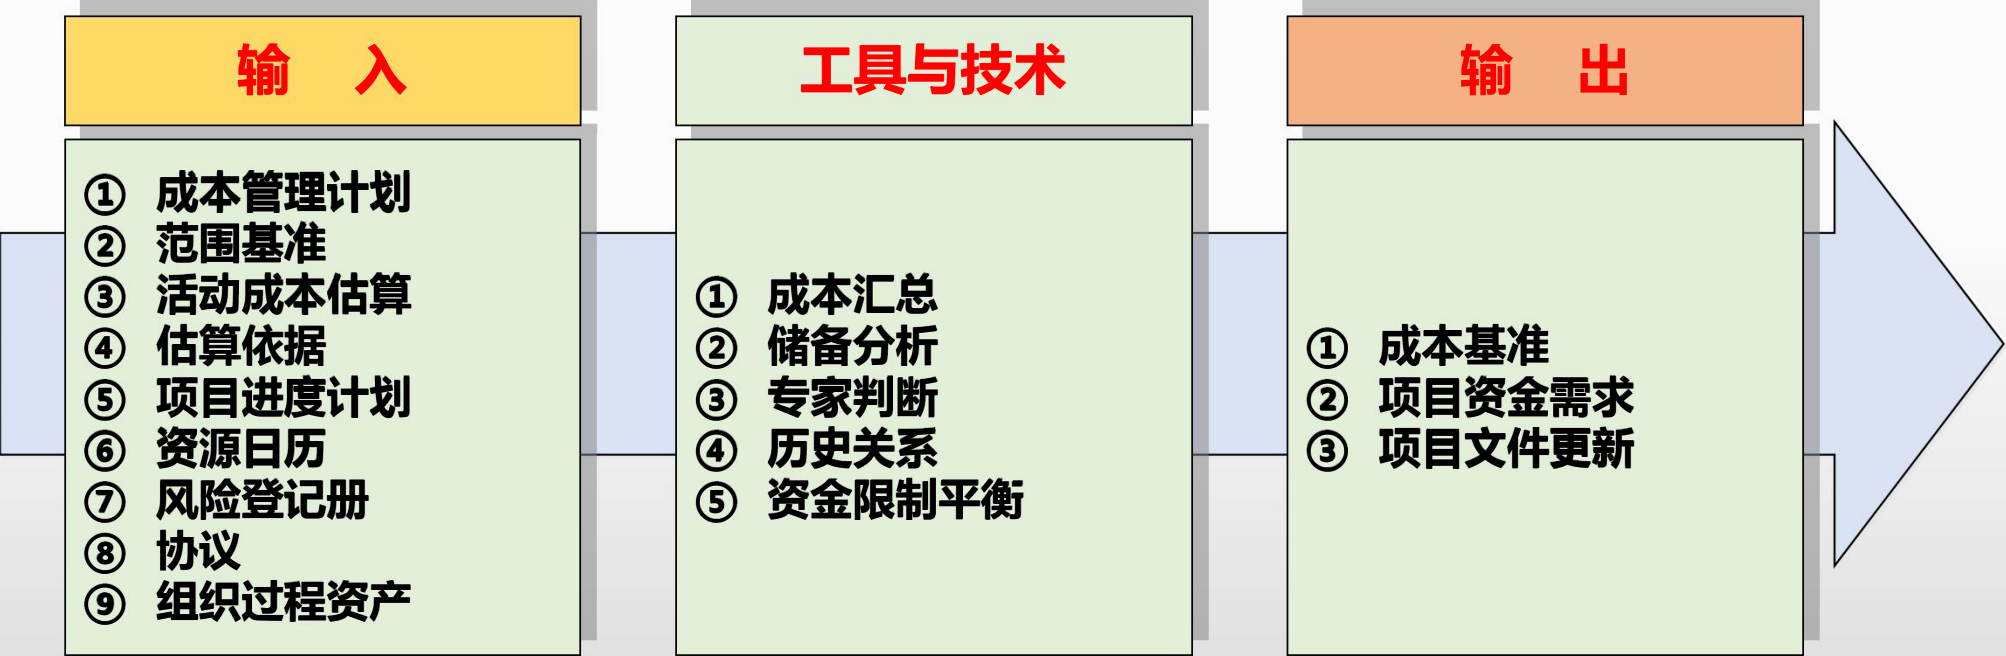 输 入
① 成本管理计划
② 范围基准
③ 活动成本估算
④ 估算依据
⑤ 项目进度计划
⑥ 资源日历
⑦ 风险登记册
⑧ 协议
⑨ 组织过程资产
工具与技术
① 成本汇总
② 储备分析
③ 专家判断
④ 历史关系
⑤ 资金限制平衡
输 出
① 成本基准
② 项目资金需求
③ 项目文件更新